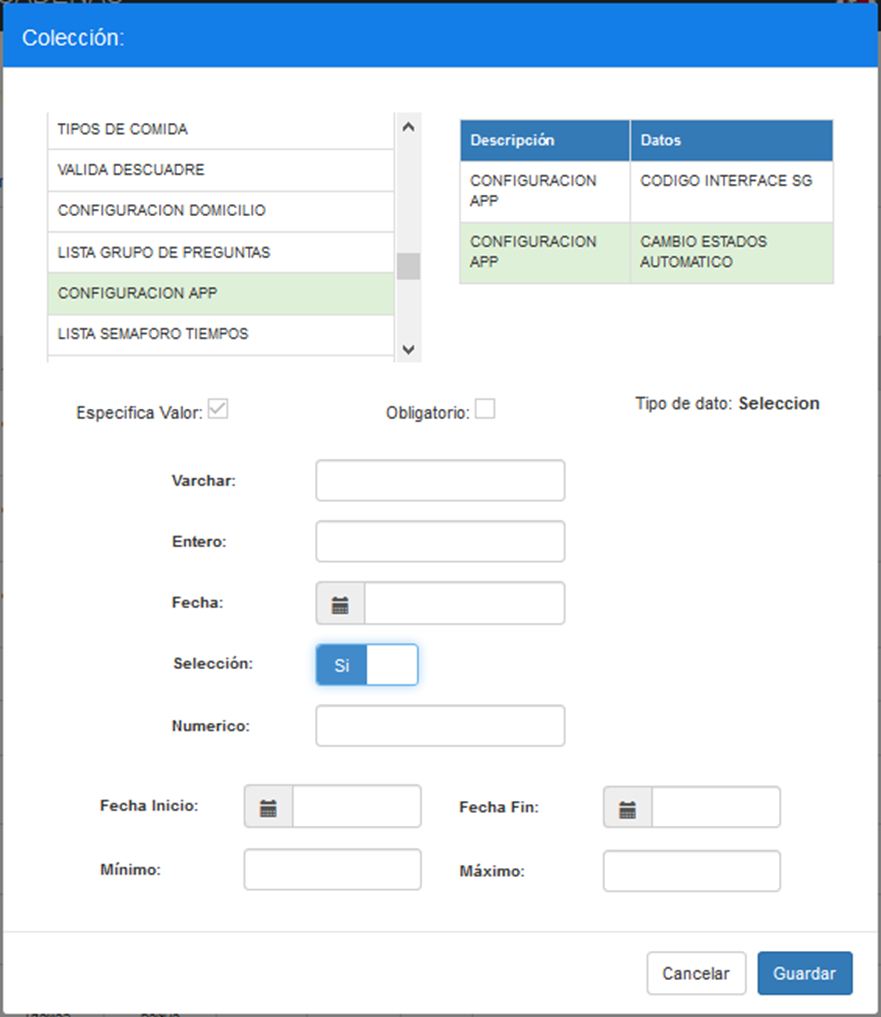 Colección:
TIPOS DE COMIDA
VALIDA DESCUADRE
CONFIGURACION DOMICILIO
LISTA GRUPO DE PREGUNTAS
CONFIGURACION APP
LISTA SEMAFORO TIEMPOS
Descripción Datos
CONFIGURACION APP CODIGO INTERFACE SG
CONFIGURACION APP CAMBIO ESTADOS AUTOMATICO
Especifica Valor: Obligatorio: Tipo de dato: Seleccion
Varchar:
Entero:
Fecha:
Selección: Si
Numerico:
Fecha Inicio: Fecha Fin:
Mínimo: Máximo:
Cancelar Guardar